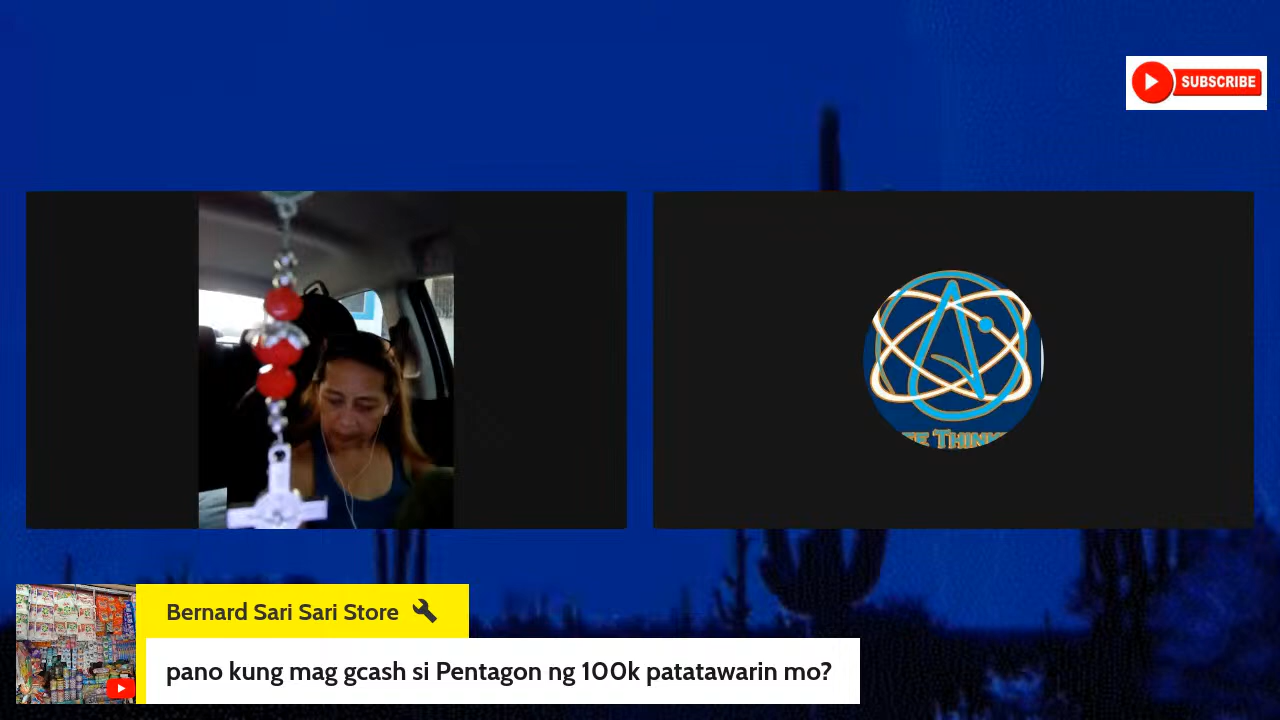 SUBSCRIBE
Bernard Sari Sari Store
pano kung mag gcash si Pentagon ng 100k patatawarin mo?